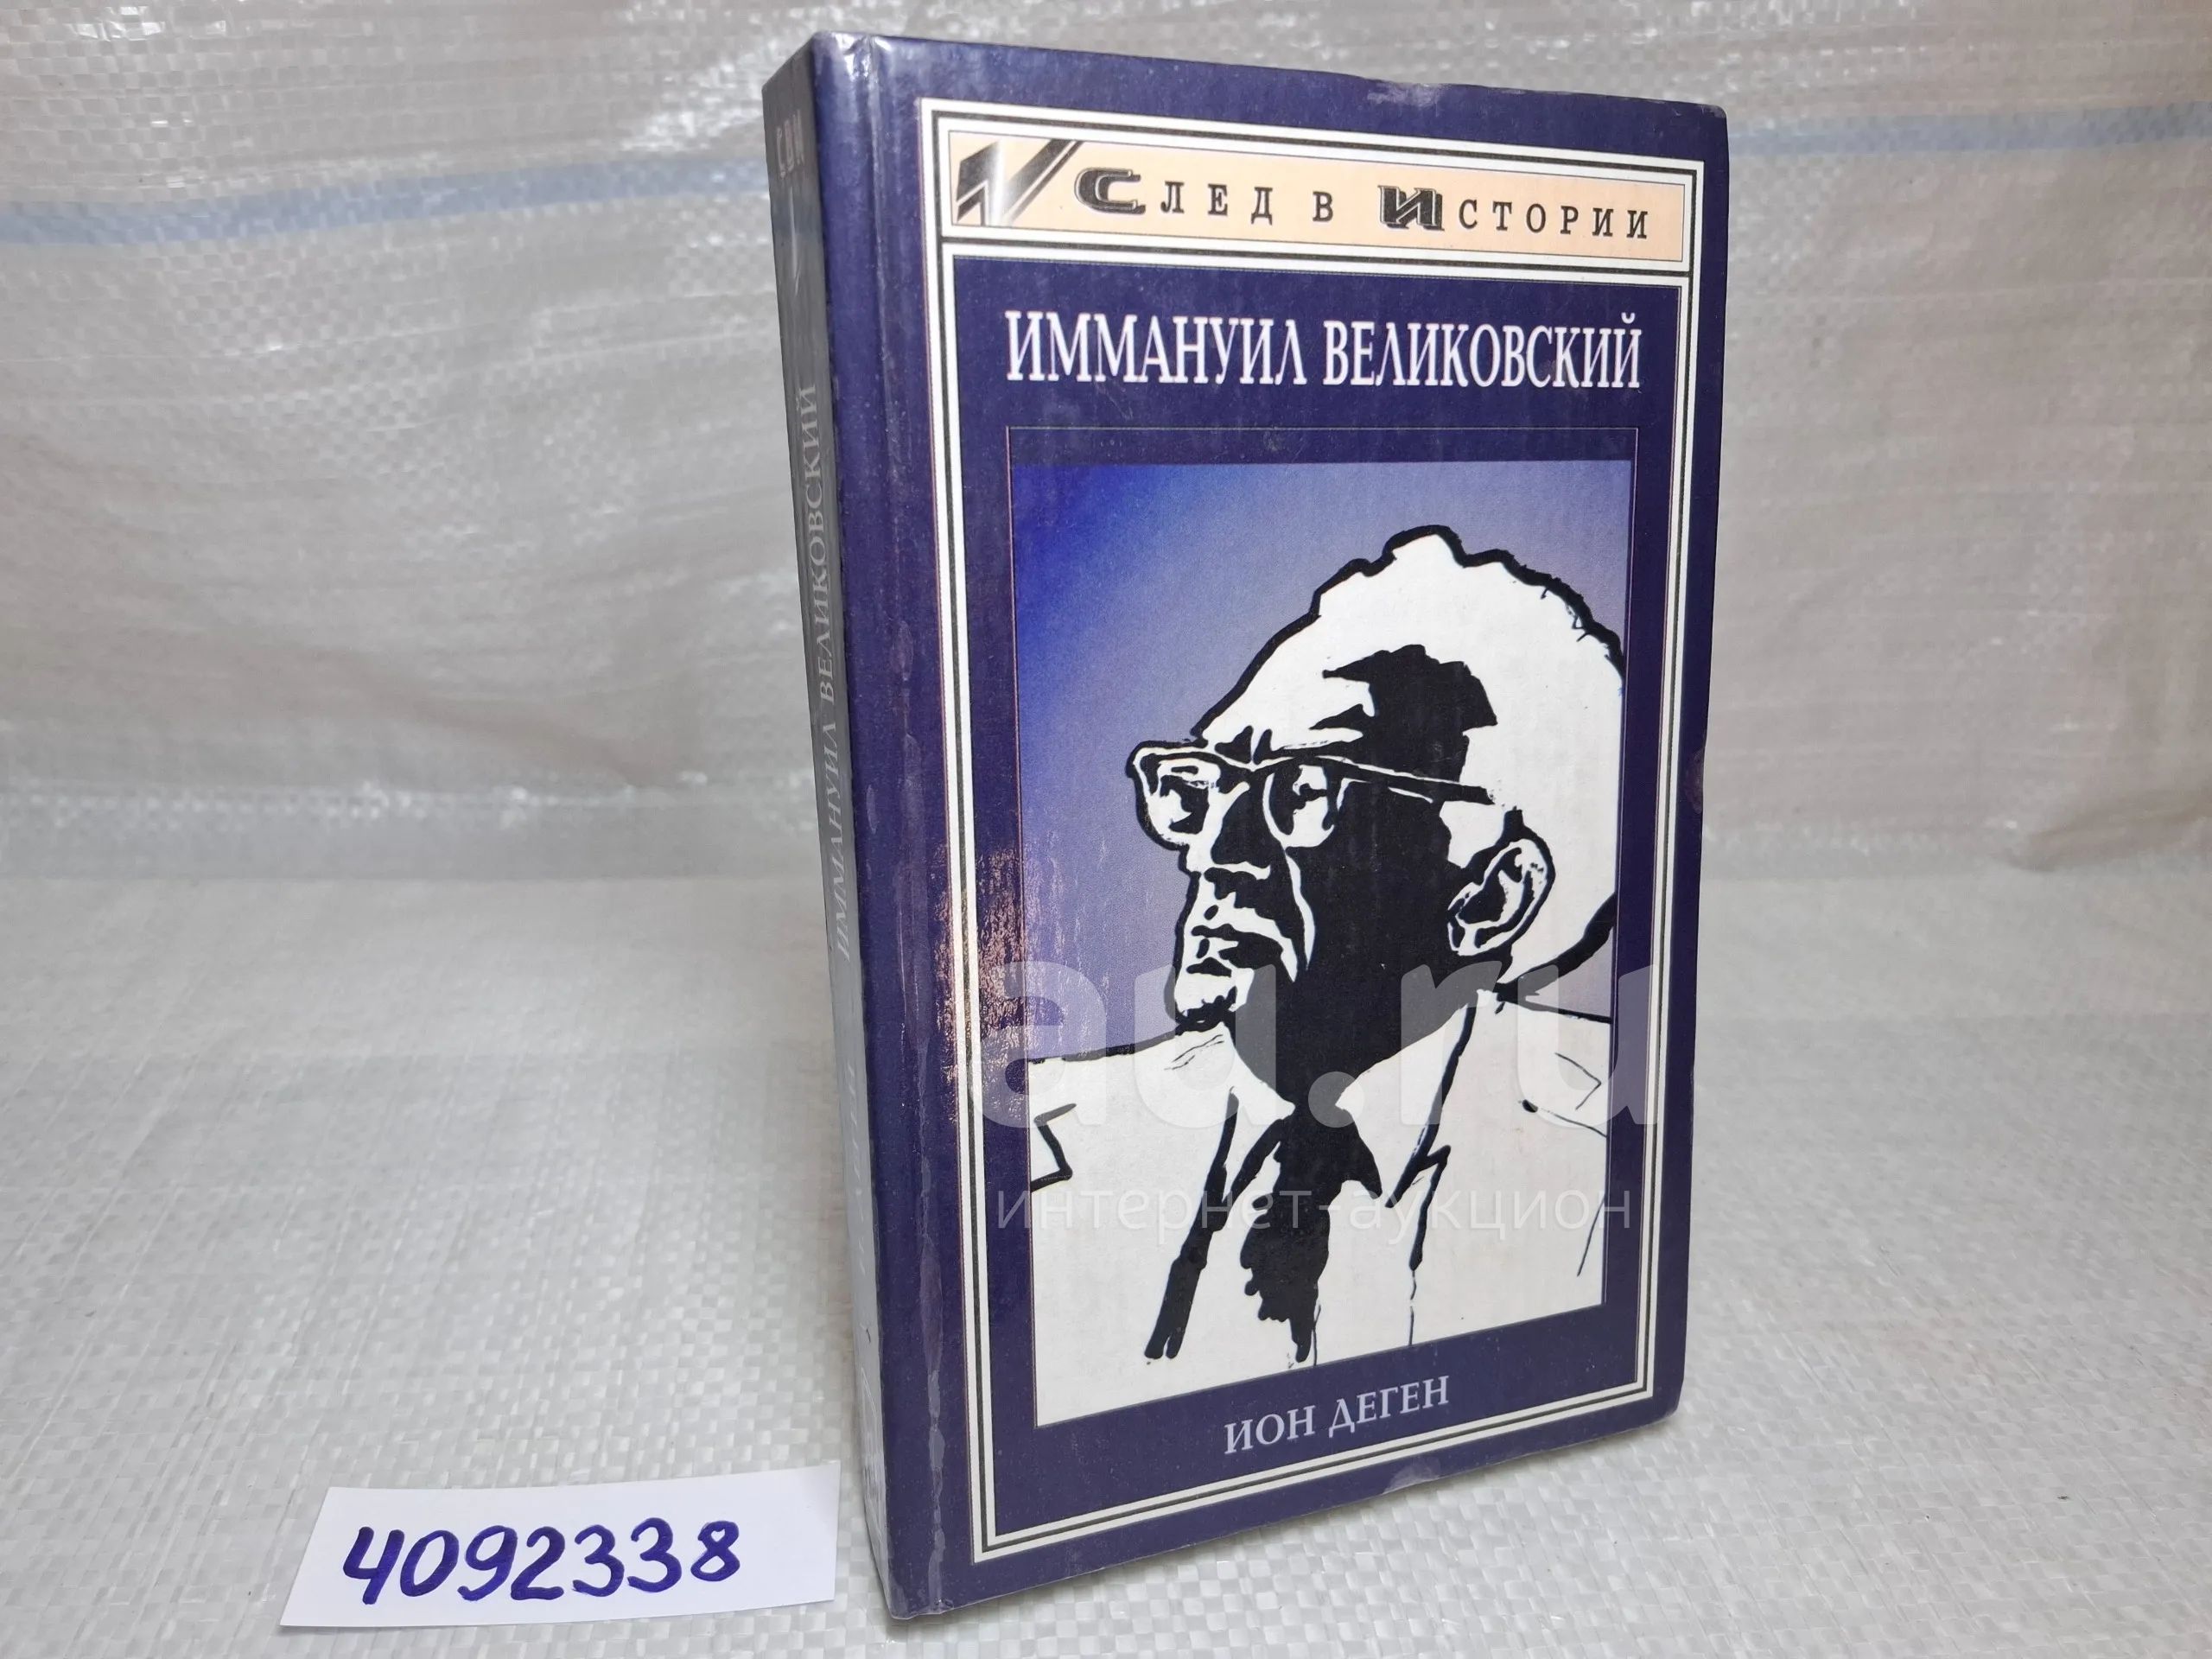 СЛЕД В ИСТОРИИ
ИММАНУИЛ ВЕЛИКОВСКИЙ
ИММАНУИЛ ВЕЛИКОВСКИЙ
au.ru
интернет-аукцион
ИОН ДЕГЕН
4092338